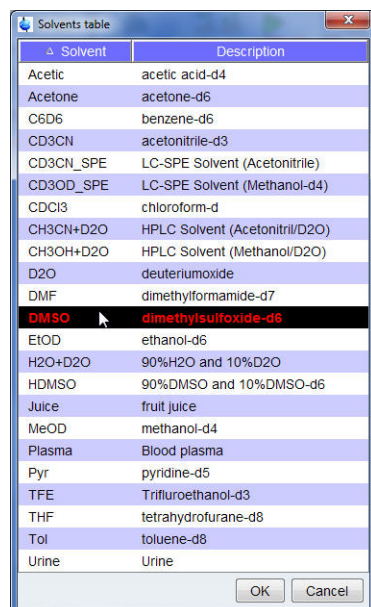 Solvents table
Solvent Description
Acetic acetic acid-d4
Acetone acetone-d6
C6D6 benzene-d6
CD3CN acetonitrile-d3
CD3CN_SPE LC-SPE Solvent (Acetonitrile)
CD3OD_SPE LC-SPE Solvent (Methanol-d4)
CDCl3 chloroform-d
CH3CN+D2O HPLC Solvent (Acetonitril/D2O)
CH3OH+D2O HPLC Solvent (Methanol/D2O)
D2O deuteriumoxide
DMF dimethylformamide-d7
DMSO dimethylsulfoxide-d6
EtOD ethanol-d6
H2O+D2O 90%H2O and 10%D2O
HDMSO 90%DMSO and 10%DMSO-d6
Juice fruit juice
MeOD methanol-d4
Plasma Blood plasma
Pyr pyridine-d5
TFE Trifluroethanol-d3
THF tetrahydrofurane-d8
Tol toluene-d8
Urine Urine
OK Cancel